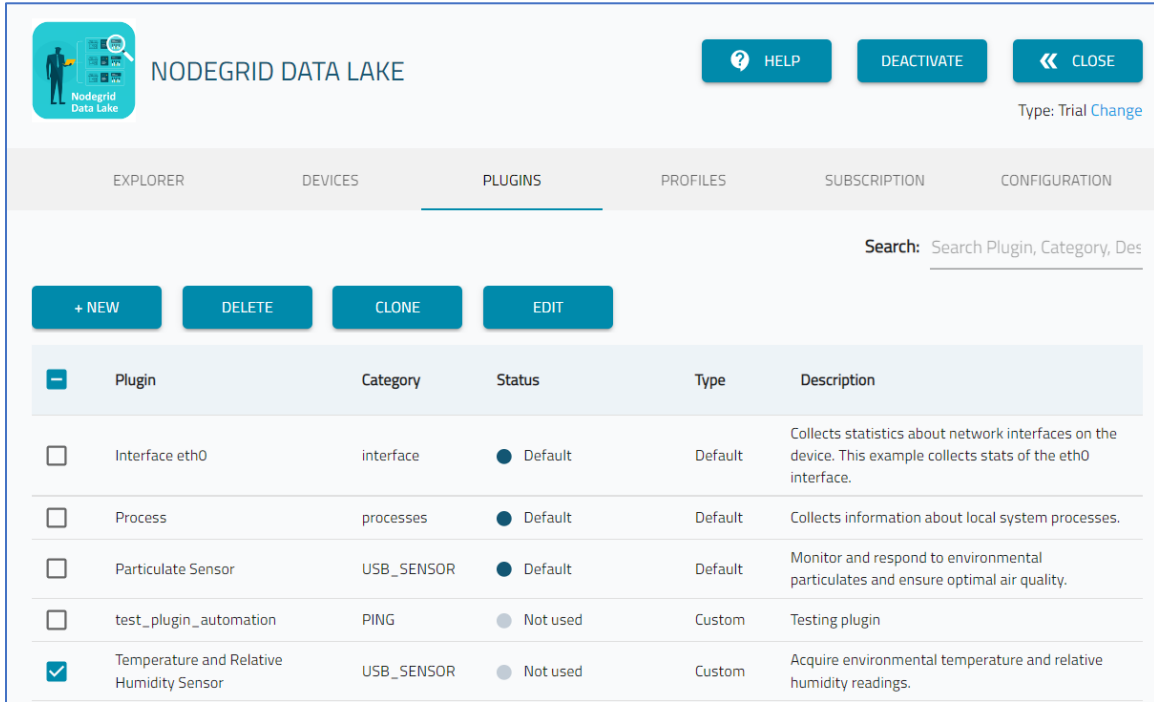 Nodegrid
Data Lake
NODEGRID DATA LAKE
? HELP
DEACTIVATE
CLOSE
Type: Trial Change
EXPLORER DEVICES PLUGINS PROFILES SUBSCRIPTION CONFIGURATION
Search: Search Plugin, Category, Des
+ NEW DELETE CLONE EDIT
Plugin Category Status Type Description
Interface eth0 interface Default Default Collects statistics about network interfaces on the
device. This example collects stats of the eth0
interface.
Process processes Default Default Collects information about local system processes.
Particulate Sensor USB_SENSOR Default Default Monitor and respond to environmental
particulates and ensure optimal air quality.
test_plugin_automation PING Not used Custom Testing plugin
Temperature and Relative
Humidity Sensor USB_SENSOR Not used Custom Acquire environmental temperature and relative
humidity readings.